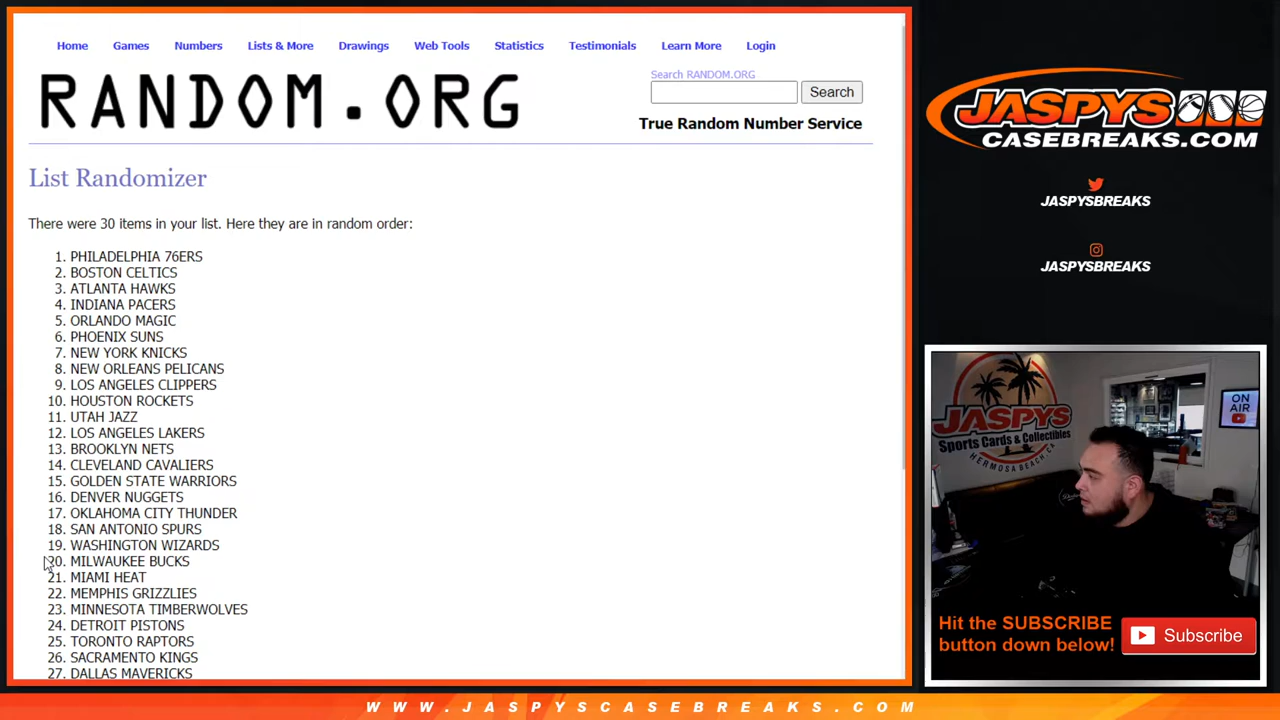 Home Games Numbers Lists & More Drawings Web Tools Statistics Testimonials Learn More Login
RANDOM.ORG
Search RANDOM.ORG
Search
True Random Number Service
List Randomizer
There were 30 items in your list. Here they are in random order:
1. PHILADELPHIA 76ERS
2. BOSTON CELTICS
3. ATLANTA HAWKS
4. INDIANA PACERS
5. ORLANDO MAGIC
6. PHOENIX SUNS
7. NEW YORK KNICKS
8. NEW ORLEANS PELICANS
9. LOS ANGELES CLIPPERS
10. HOUSTON ROCKETS
11. UTAH JAZZ
12. LOS ANGELES LAKERS
13. BROOKLYN NETS
14. CLEVELAND CAVALIERS
15. GOLDEN STATE WARRIORS
16. DENVER NUGGETS
17. OKLAHOMA CITY THUNDER
18. SAN ANTONIO SPURS
19. WASHINGTON WIZARDS
20. MILWAUKEE BUCKS
21. MIAMI HEAT
22. MEMPHIS GRIZZLIES
23. MINNESOTA TIMBERWOLVES
24. DETROIT PISTONS
25. TORONTO RAPTORS
26. SACRAMENTO KINGS
27. DALLAS MAVERICKS
JASPYS
CASEBREAKS.COM
JASPYSBREAKS
JASPYSBREAKS
JASPYS
Sports Cards & Collectibles
HERMOSA BEACH, CA
ON AIR
Hit the SUBSCRIBE
button down below!
Subscribe
WWW.JASPYSCASEBREAKS.COM